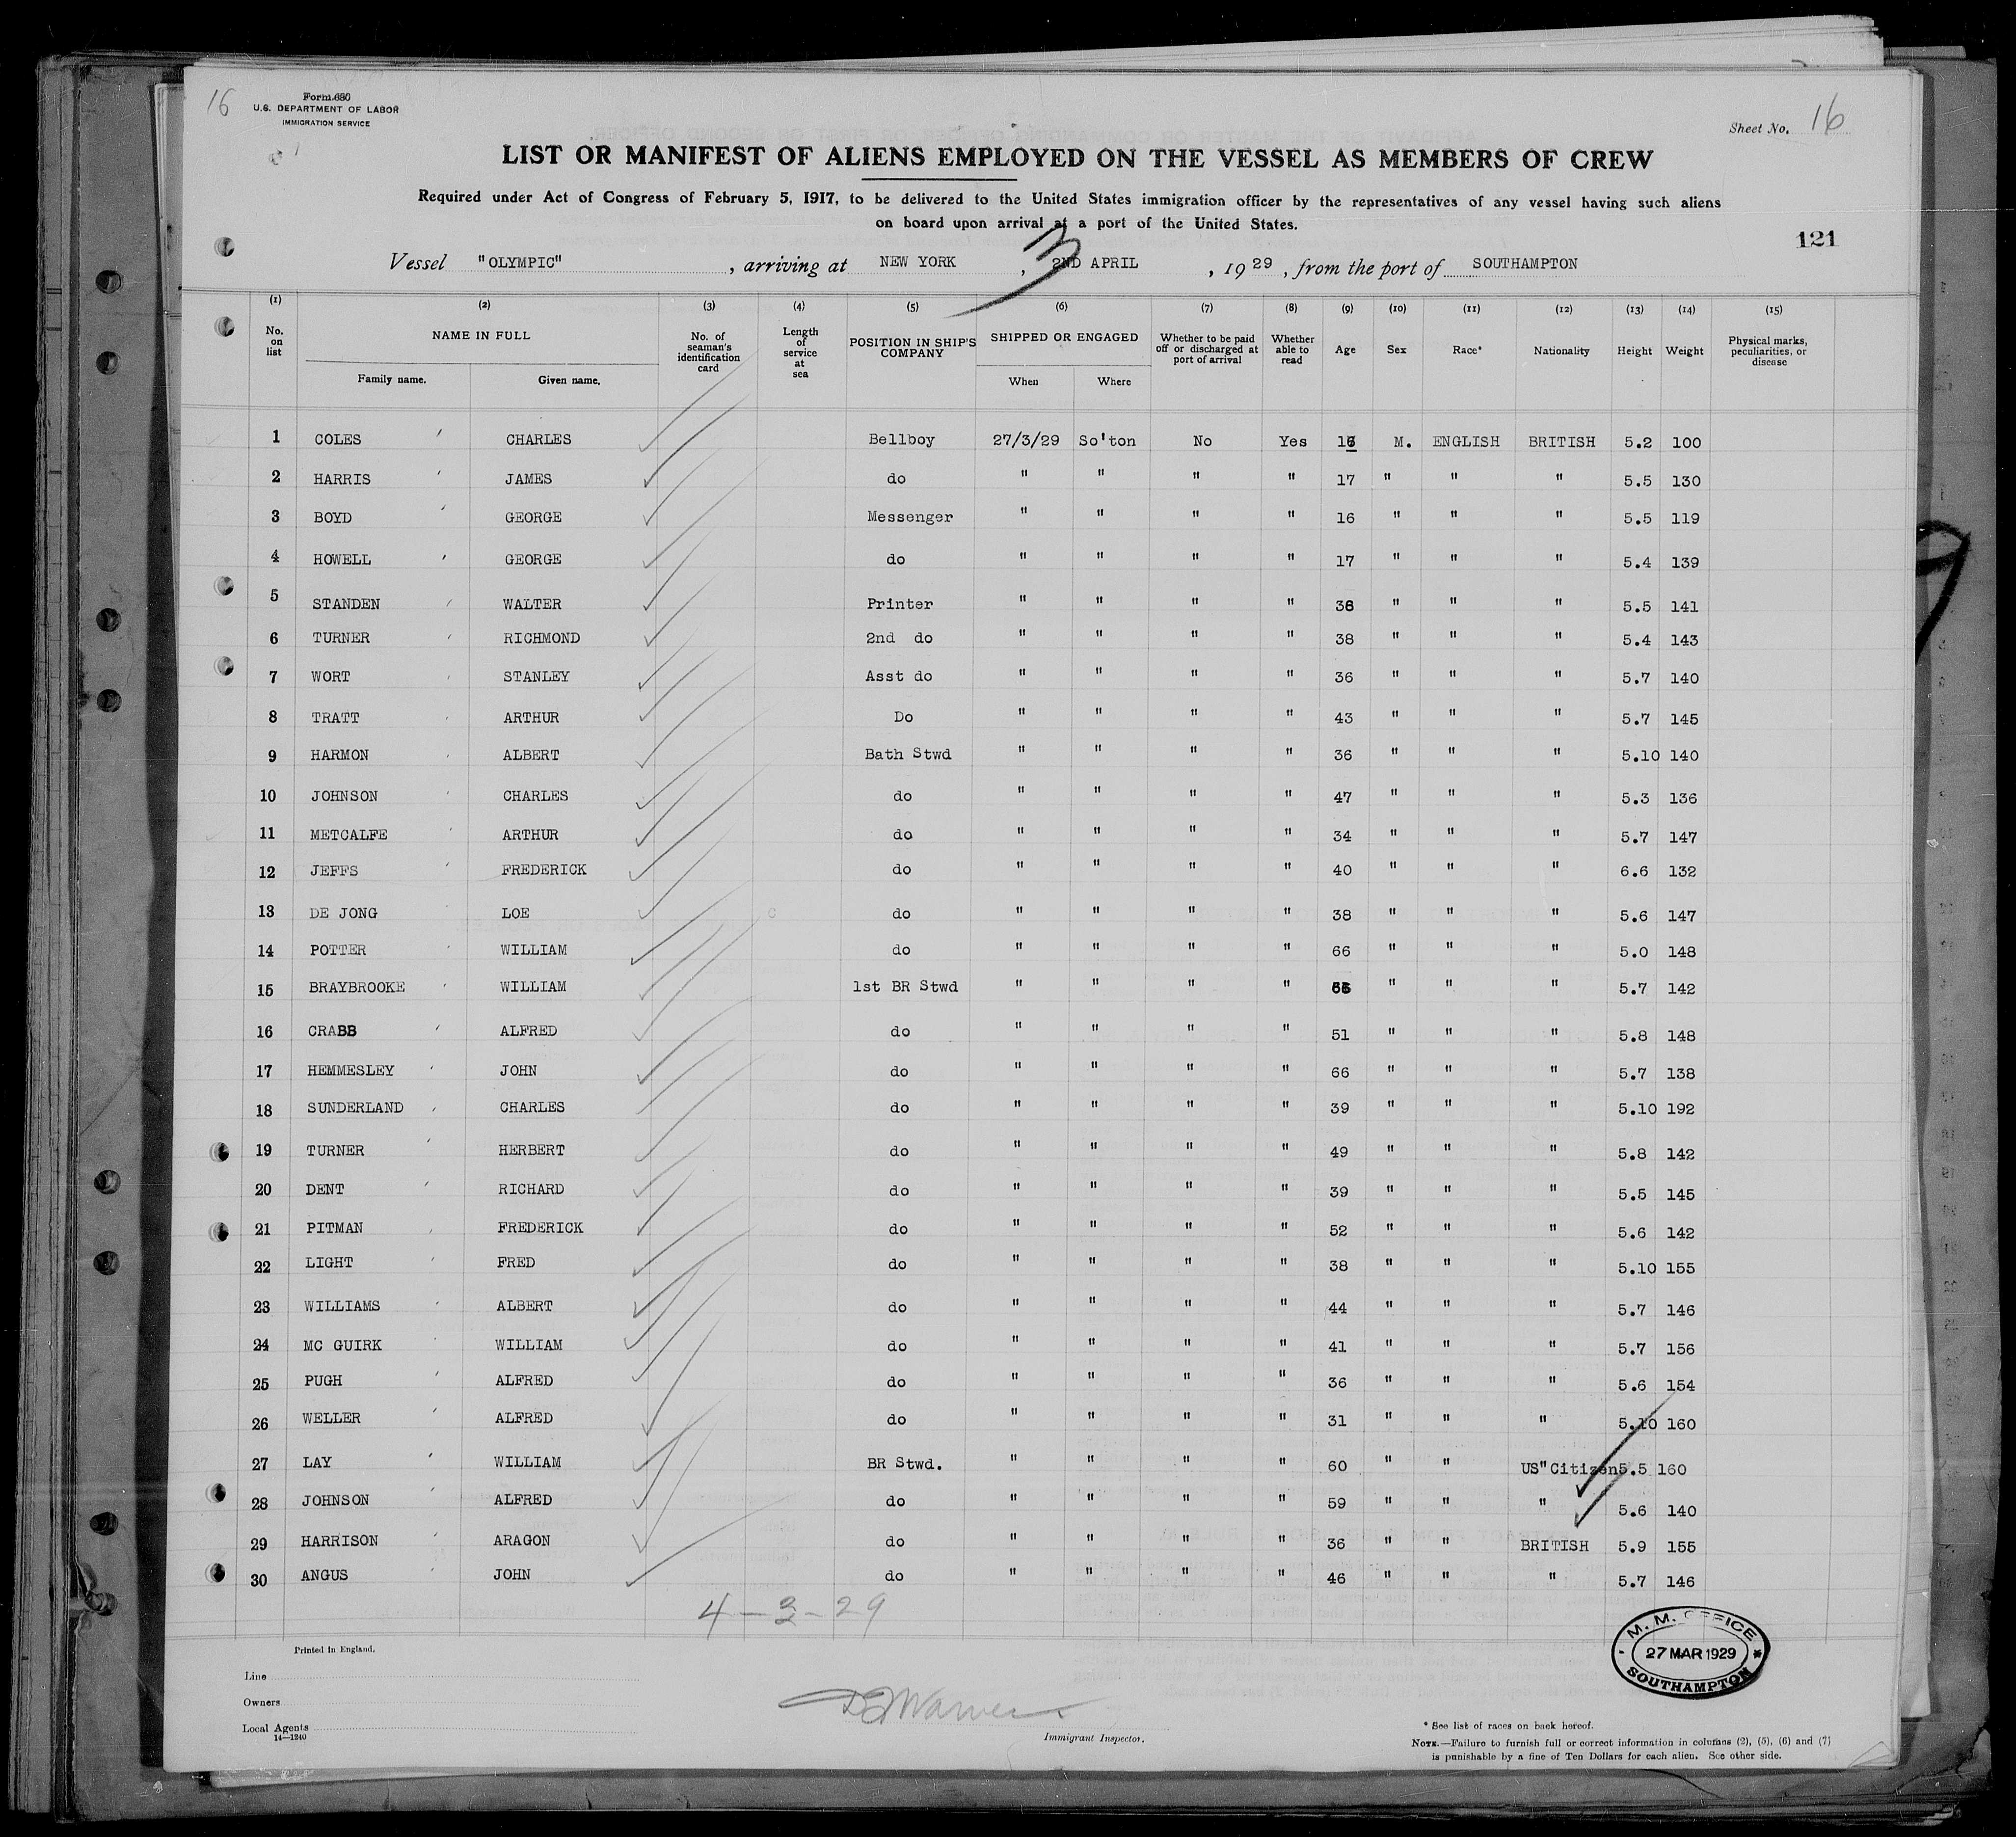 16
Form 680
U.S. DEPARTMENT OF LABOR
IMMIGRATION SERVICE
Sheet No. 16
LIST OR MANIFEST OF ALIENS EMPLOYED ON THE VESSEL AS MEMBERS OF CREW
Required under Act of Congress of February 5, 1917, to be delivered to the United States immigration officer by the representatives of any vessel having such aliens
on board upon arrival at a port of the United States.
121
Vessel "OLYMPIC", arriving at NEW YORK, 3 2ND APRIL, 1929, from the port of SOUTHAMPTON
(1) (2) (3) (4) (5) (6) (7) (8) (9) (10) (11) (12) (13) (14) (15)
No. on list NAME IN FULL Family name. Given name. No. of seaman's identification card Length of service at sea POSITION IN SHIP'S COMPANY SHIPPED OR ENGAGED When Where Whether to be paid off or discharged at port of arrival Whether able to read Age Sex Race* Nationality Height Weight Physical marks, peculiarities, or disease
1 COLES CHARLES Bellboy 27/3/29 So'ton No Yes M. ENGLISH BRITISH 5.2 100
2 HARRIS JAMES do " " " " 17 " " " 5.5 130
3 BOYD GEORGE Messenger " " " " 16 " " " 5.5 119
4 HOWELL GEORGE do " " " " 17 " " " 5.4 139
5 STANDEN WALTER Printer " " " " " " " 5.5 141
6 TURNER RICHMOND 2nd do " " " " 38 " " " 5.4 143
7 WORT STANLEY Asst do " " " " 36 " " " 5.7 140
8 TRATT ARTHUR Do " " " " 43 " " " 5.7 145
9 HARMON ALBERT Bath Stwd " " " " 36 " " " 5.10 140
10 JOHNSON CHARLES do " " " " 47 " " " 5.3 136
11 METCALFE ARTHUR do " " " " 34 " " " 5.7 147
12 JEFFS FREDERICK do " " " " 40 " " " 6.6 132
13 DE JONG LOE do " " " " 38 " " " 5.6 147
14 POTTER WILLIAM do " " " " 66 " " " 5.0 148
15 BRAYBROOKE WILLIAM 1st BR Stwd " " " " " " " 5.7 142
16 CRABB ALFRED do " " " " 51 " " " 5.8 148
17 HEMMESLEY JOHN do " " " " 66 " " " 5.7 138
18 SUNDERLAND CHARLES do " " " " 39 " " " 5.10 192
19 TURNER HERBERT do " " " " 49 " " " 5.8 142
20 DENT RICHARD do " " " " 39 " " " 5.5 145
21 PITMAN FREDERICK do " " " " 52 " " " 5.6 142
22 LIGHT FRED do " " " " 38 " " " 5.10 155
23 WILLIAMS ALBERT do " " " " 44 " " " 5.7 146
24 MC GUIRK WILLIAM do " " " " 41 " " " 5.7 156
25 PUGH ALFRED do " " " " 36 " " " 5.6 154
26 WELLER ALFRED do " " " " 31 " " " 5.10 160
27 LAY WILLIAM BR Stwd. " " " " 60 " " US"Citizen 5.5 160
28 JOHNSON ALFRED do " " " " 59 " " " 5.6 140
29 HARRISON ARAGON do " " " " 36 " " BRITISH 5.9 155
30 ANGUS JOHN do " " " " 46 " " " 5.7 146
Printed in England.
M. M. OFFICE
27 MAR 1929
SOUTHAMPTON
Line
Owners
Local Agents
14—1240
Immigrant Inspector.
* See list of races on back hereof.
NOTE.—Failure to furnish full or correct information in columns (2), (5), (6) and (7)
is punishable by a fine of Ten Dollars for each alien. See other side.